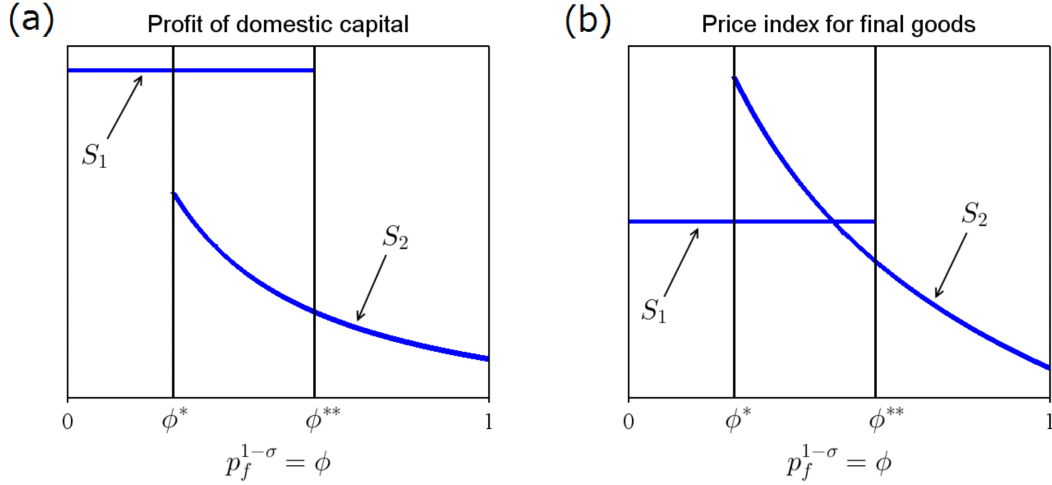 (a)
Profit of domestic capital
S₁
S₂
0
ϕ*
ϕ**
1
p_f^{1−σ} = ϕ
(b)
Price index for final goods
S₂
S₁
0
ϕ*
ϕ**
1
p_f^{1−σ} = ϕ